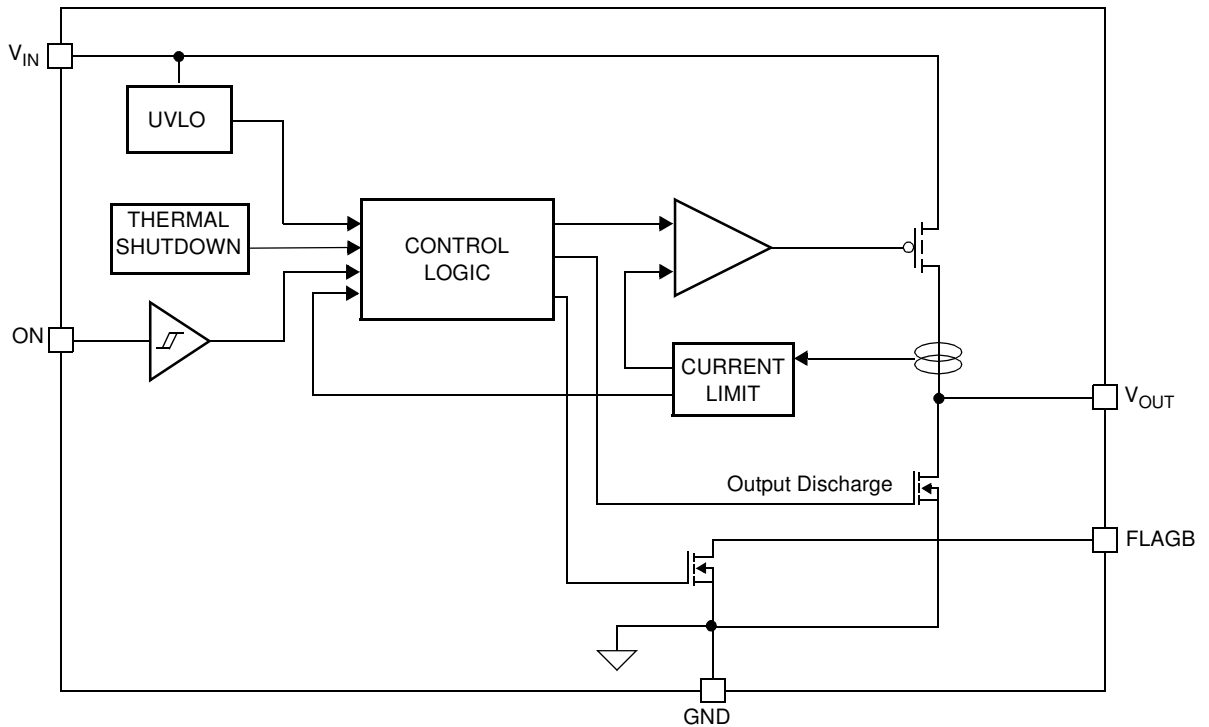 VIN
UVLO
THERMAL
SHUTDOWN
CONTROL
LOGIC
ON
CURRENT
LIMIT
VOUT
Output Discharge
FLAGB
GND